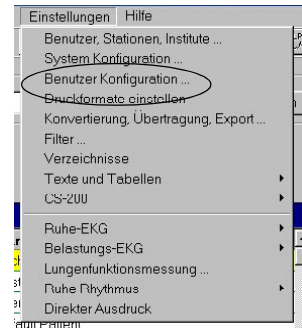 Einstellungen Hilfe
Benutzer, Stationen, Institute ...
System Konfiguration ...
Benutzer Konfiguration ...
Druckformate einstellen
Konvertierung, Übertragung, Export ...
Filter ...
Verzeichnisse
Texte und Tabellen
CS-200
Ruhe-EKG
Belastungs-EKG
Lungenfunktionsmessung ...
Ruhe Rhythmus
Direkter Ausdruck
Patient